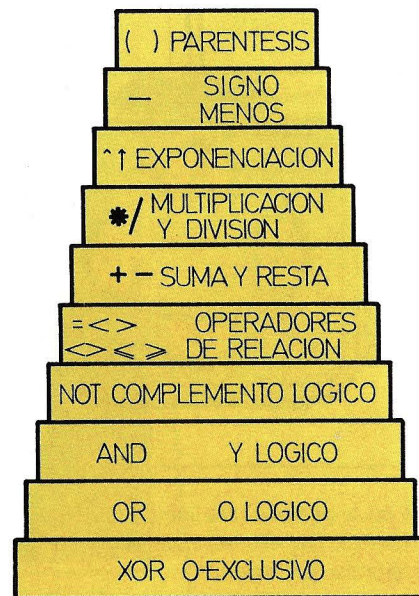 ( ) PARENTESIS
— SIGNO
MENOS
^↑ EXPONENCIACION
*/ MULTIPLICACION
Y DIVISION
+ - SUMA Y RESTA
= < > OPERADORES
<> ⩽ ⩾ DE RELACION
NOT COMPLEMENTO LOGICO
AND Y LOGICO
OR O LOGICO
XOR O-EXCLUSIVO